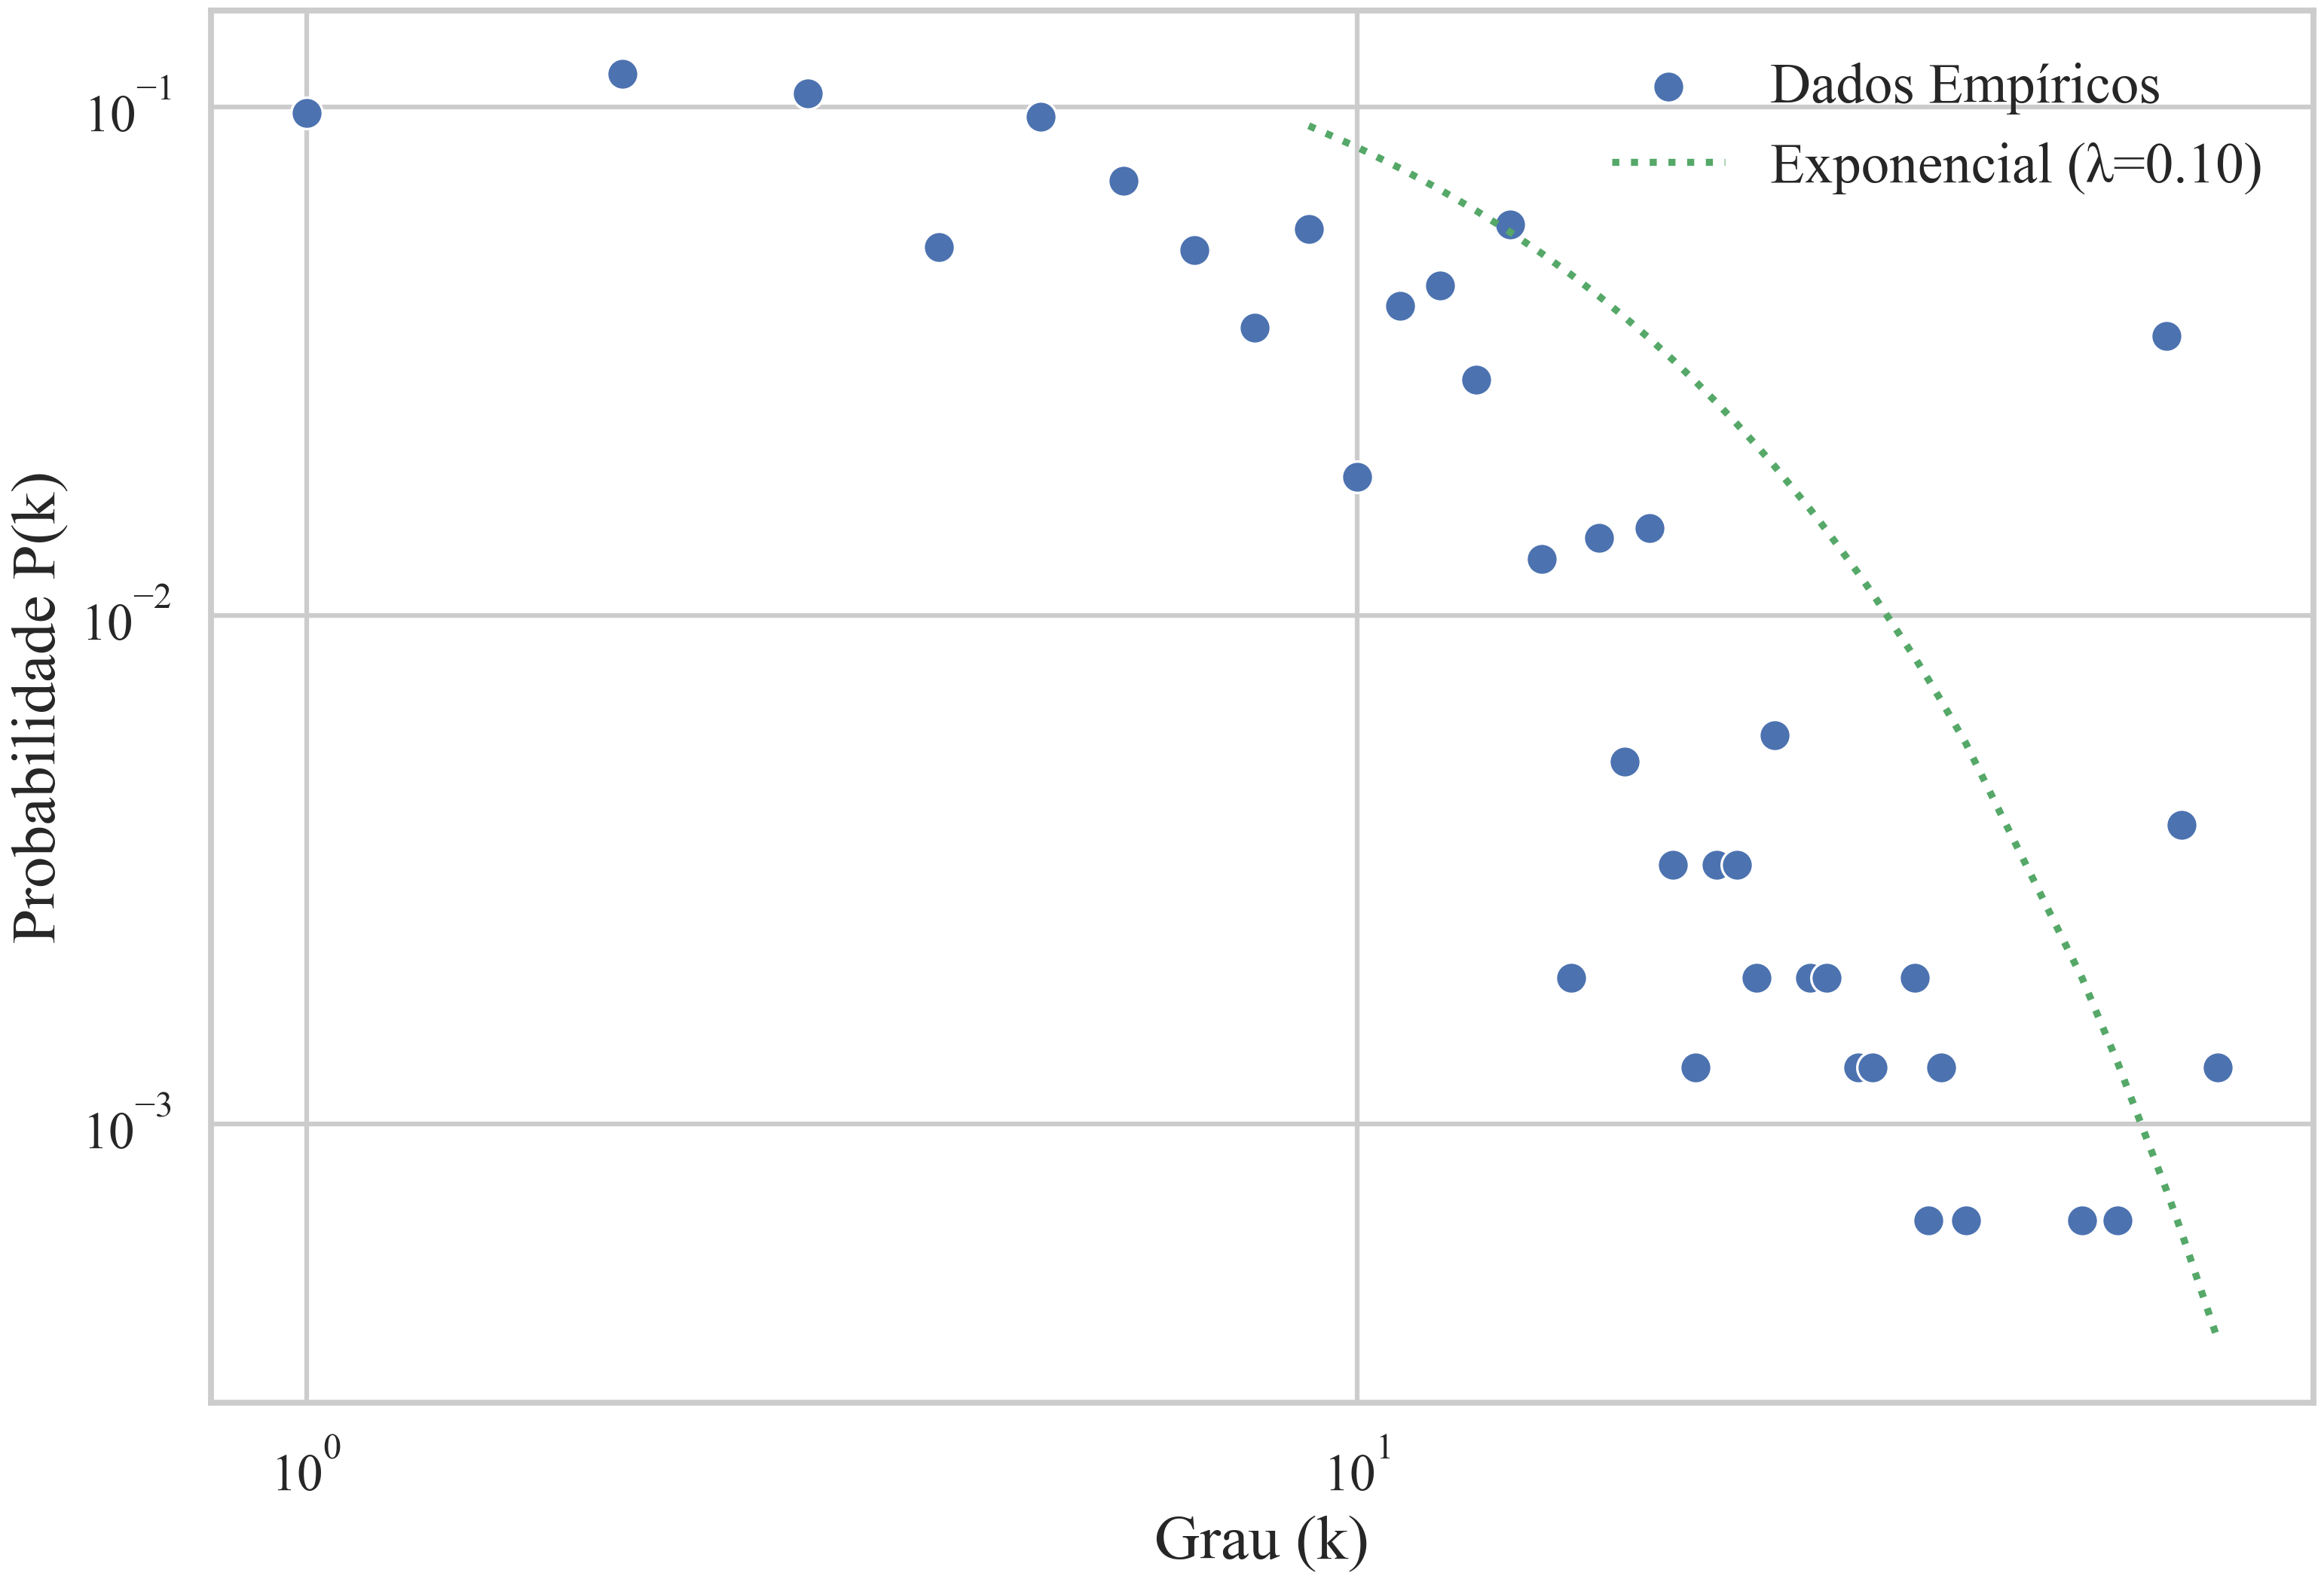 Dados Empíricos
Exponencial (λ=0.10)
Probabilidade P(k)
10⁻¹
10⁻²
10⁻³
10⁰
10¹
Grau (k)